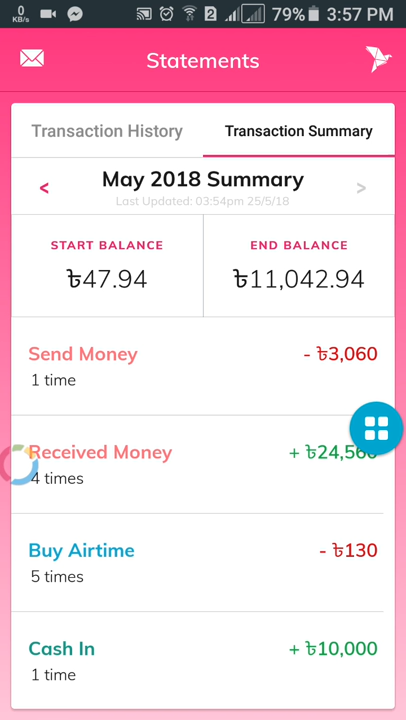 0
KB/s
2
79%
3:57 PM
Statements
Transaction History
Transaction Summary
<
May 2018 Summary
>
Last Updated: 03:54pm 25/5/18
START BALANCE
END BALANCE
৳47.94
৳11,042.94
Send Money
- ৳3,060
1 time
Received Money
+ ৳24,560
4 times
Buy Airtime
- ৳130
5 times
Cash In
+ ৳10,000
1 time